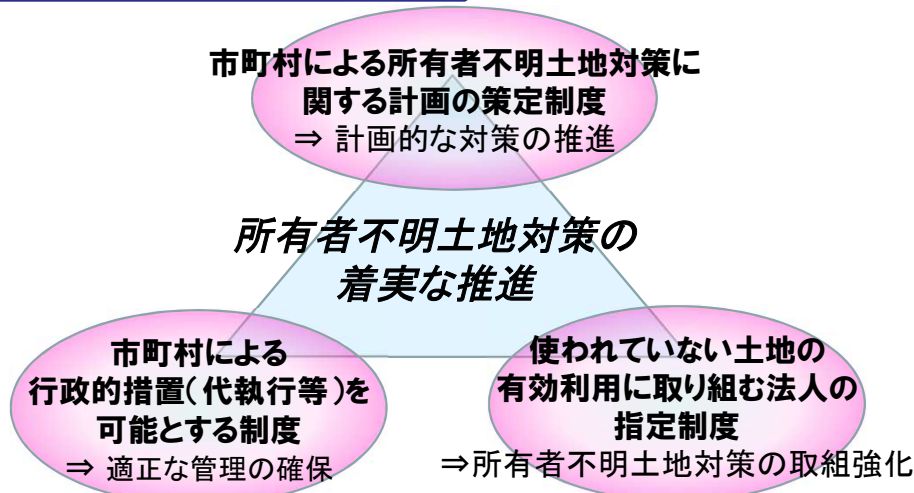 市町村による所有者不明土地対策に
関する計画の策定制度
⇒ 計画的な対策の推進
所有者不明土地対策の
着実な推進
市町村による
行政的措置(代執行等)を
可能とする制度
⇒ 適正な管理の確保
使われていない土地の
有効利用に取り組む法人の
指定制度
⇒所有者不明土地対策の取組強化